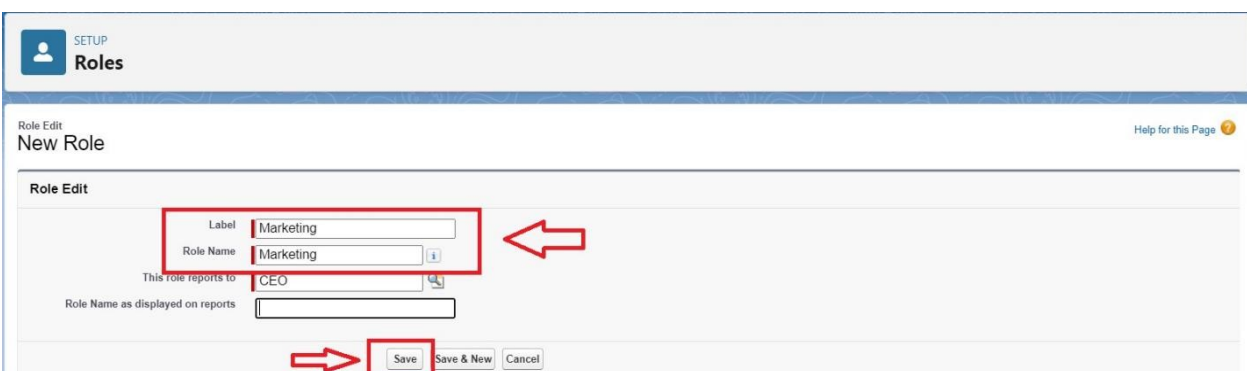 SETUP
Roles
Role Edit
New Role
Help for this Page
Role Edit
Label Marketing
Role Name Marketing
This role reports to CEO
Role Name as displayed on reports
Save Save & New Cancel